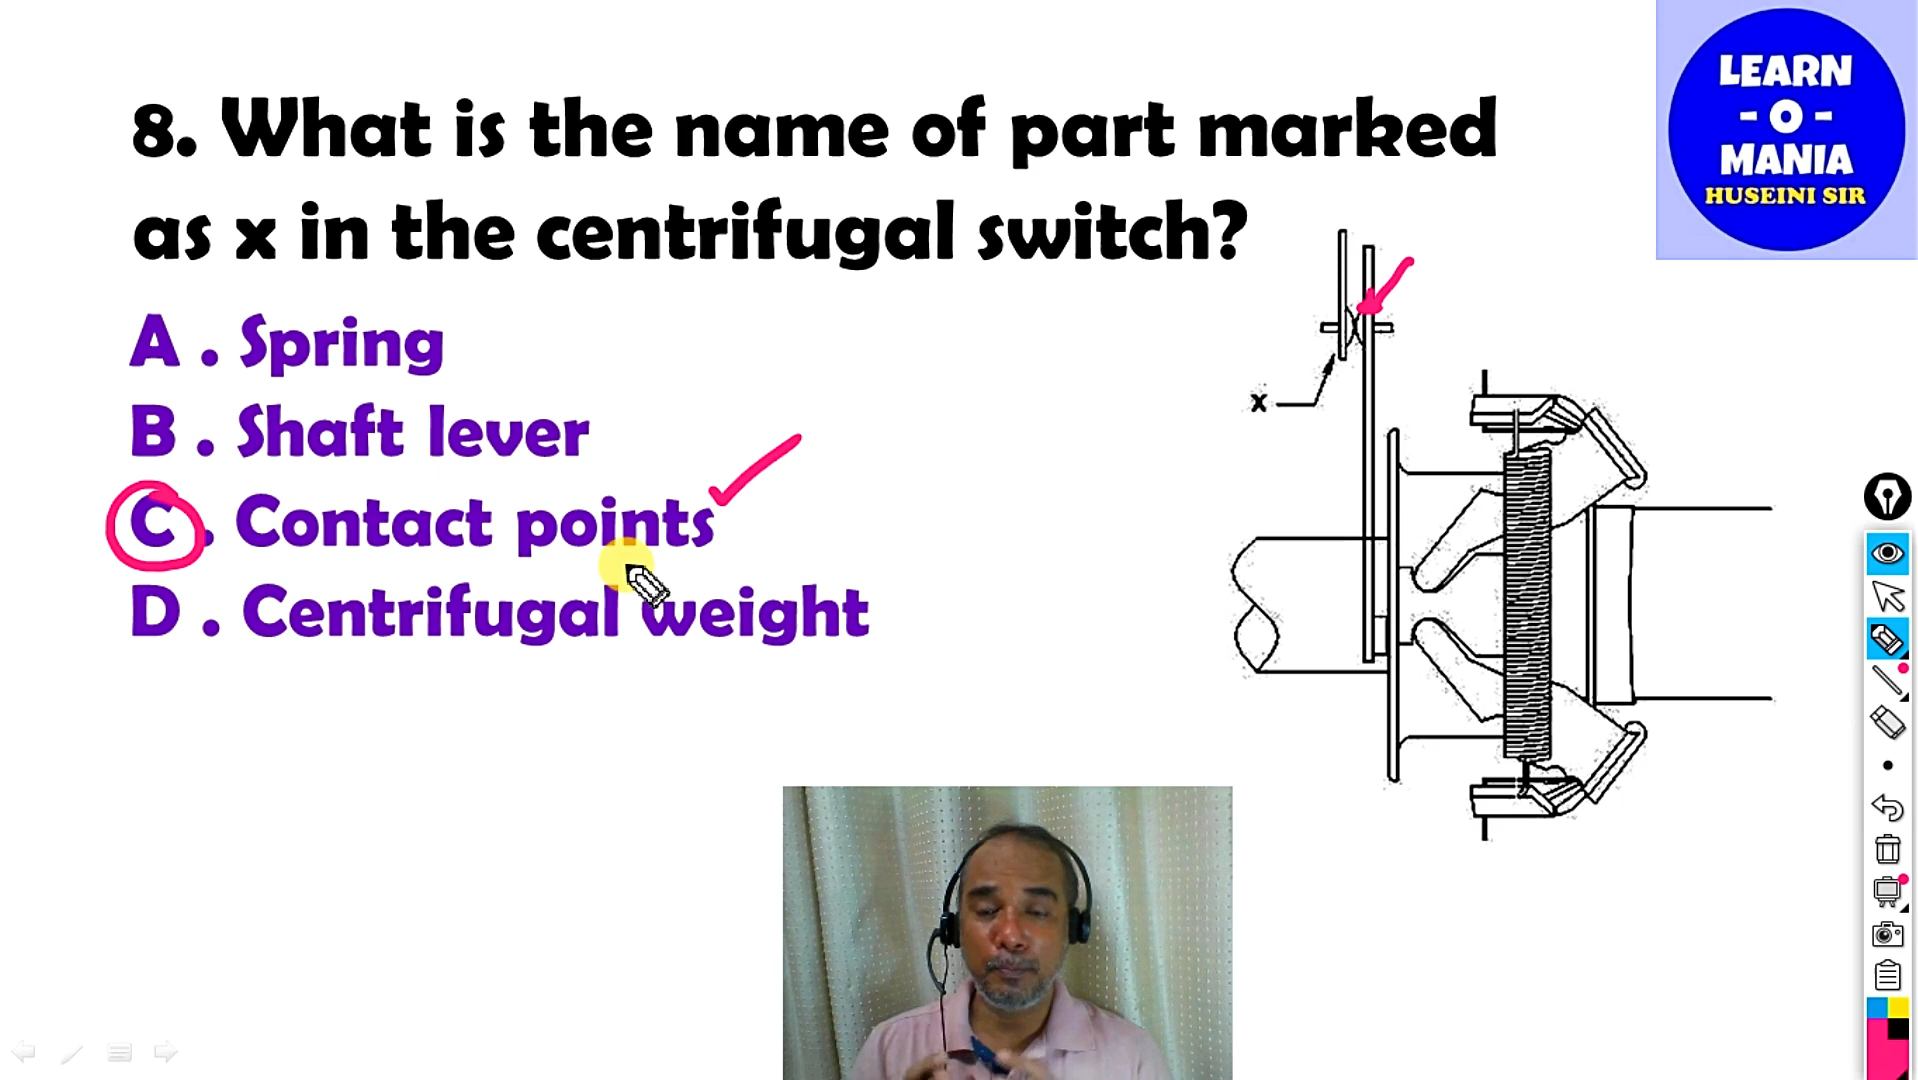 8. What is the name of part marked
as x in the centrifugal switch?
A . Spring
B . Shaft lever
C . Contact points
D . Centrifugal weight
x
LEARN
- O -
MANIA
HUSEINI SIR